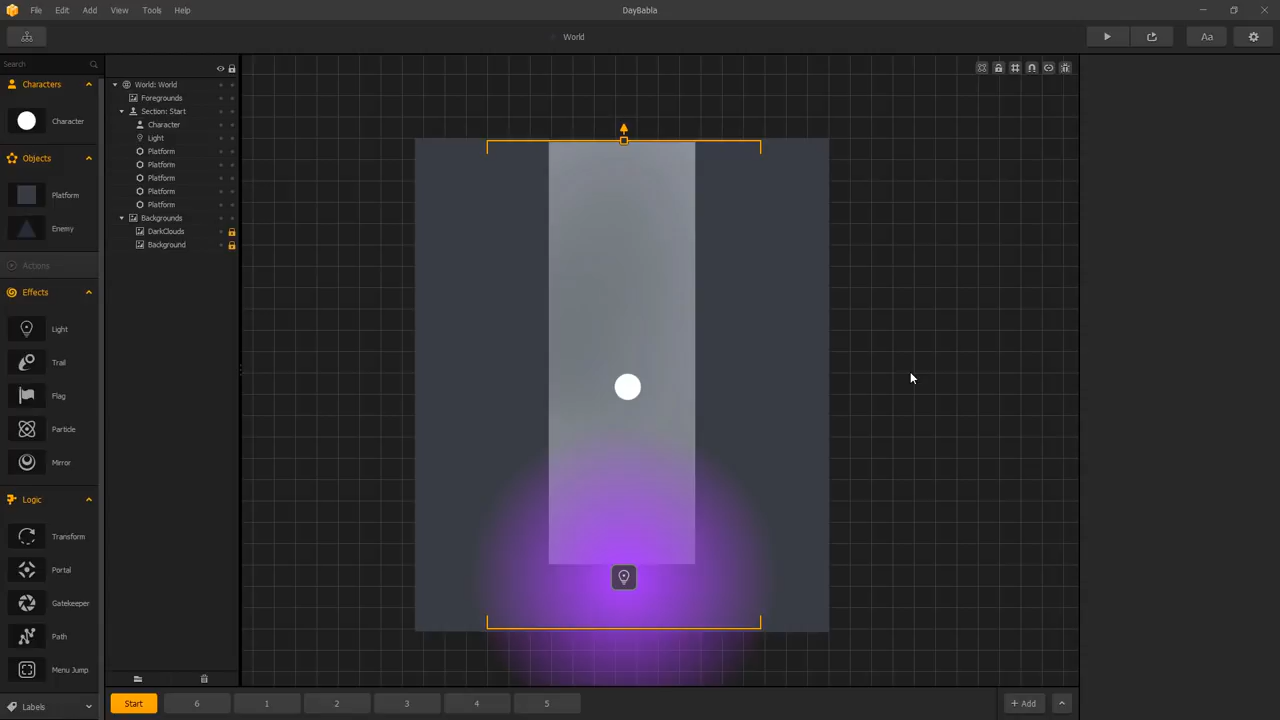 File Edit Add View Tools Help
DayBabla
World
Aa
Search
Characters
Character
Objects
Platform
Enemy
Actions
Effects
Light
Trail
Flag
Particle
Mirror
Logic
Transform
Portal
Gatekeeper
Path
Menu Jump
Labels
World: World
Foregrounds
Section: Start
Character
Light
Platform
Platform
Platform
Platform
Platform
Backgrounds
DarkClouds
Background
Start 6 1 2 3 4 5
+ Add